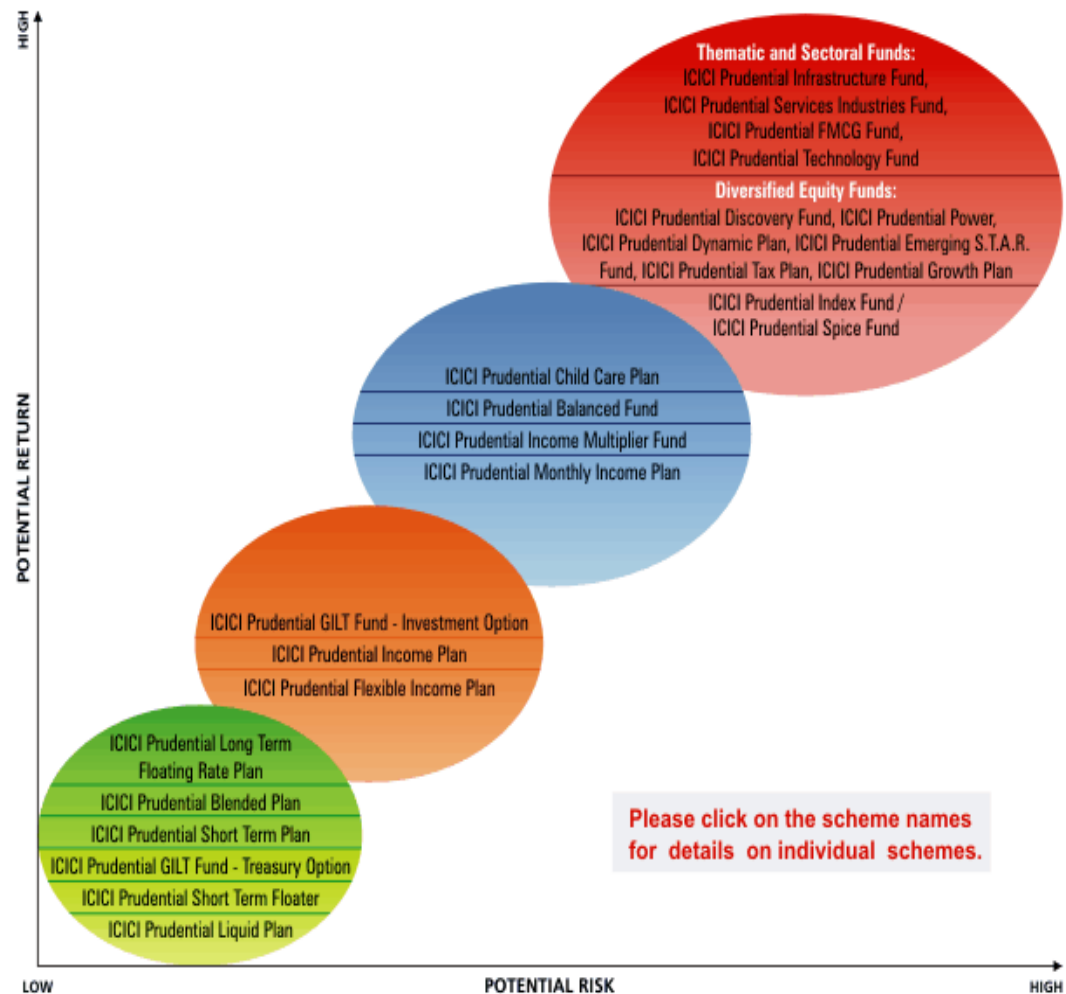 HIGH
POTENTIAL RETURN
Thematic and Sectoral Funds:
ICICI Prudential Infrastructure Fund,
ICICI Prudential Services Industries Fund,
ICICI Prudential FMCG Fund,
ICICI Prudential Technology Fund
Diversified Equity Funds:
ICICI Prudential Discovery Fund, ICICI Prudential Power,
ICICI Prudential Dynamic Plan, ICICI Prudential Emerging S.T.A.R.
Fund, ICICI Prudential Tax Plan, ICICI Prudential Growth Plan
ICICI Prudential Index Fund /
ICICI Prudential Spice Fund
ICICI Prudential Child Care Plan
ICICI Prudential Balanced Fund
ICICI Prudential Income Multiplier Fund
ICICI Prudential Monthly Income Plan
ICICI Prudential GILT Fund - Investment Option
ICICI Prudential Income Plan
ICICI Prudential Flexible Income Plan
ICICI Prudential Long Term
Floating Rate Plan
ICICI Prudential Blended Plan
ICICI Prudential Short Term Plan
ICICI Prudential GILT Fund - Treasury Option
ICICI Prudential Short Term Floater
ICICI Prudential Liquid Plan
Please click on the scheme names
for details on individual schemes.
LOW
POTENTIAL RISK
HIGH